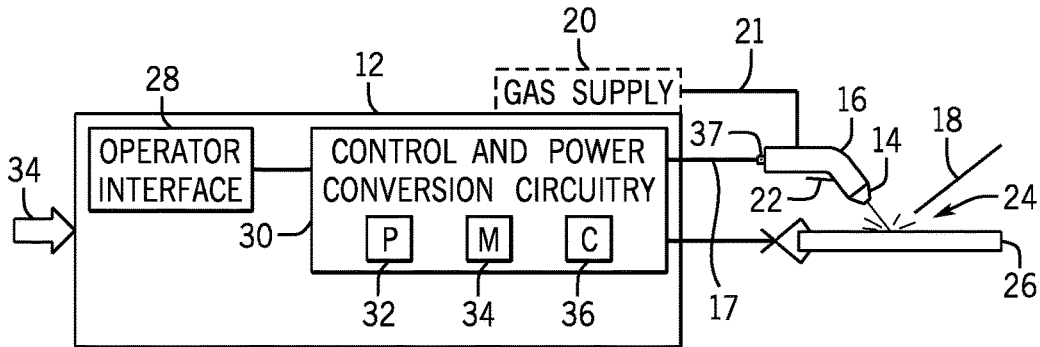 20
21
12
28
GAS SUPPLY
16
37
14
18
OPERATOR
INTERFACE
CONTROL AND POWER
CONVERSION CIRCUITRY
34
22
24
30
P
M
C
26
32
34
36
17